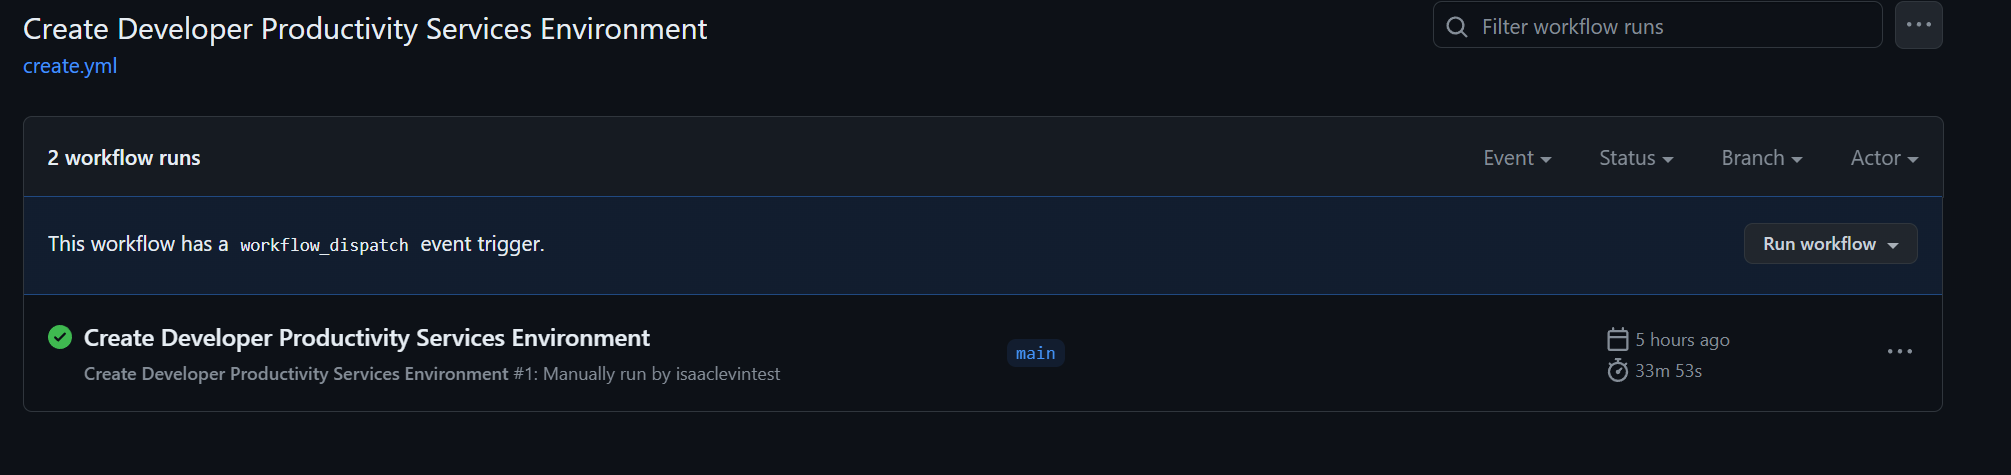 Create Developer Productivity Services Environment
Filter workflow runs
create.yml
2 workflow runs
Event
Status
Branch
Actor
This workflow has a workflow_dispatch event trigger.
Run workflow
Create Developer Productivity Services Environment
Create Developer Productivity Services Environment #1: Manually run by isaaclevintest
main
5 hours ago
33m 53s